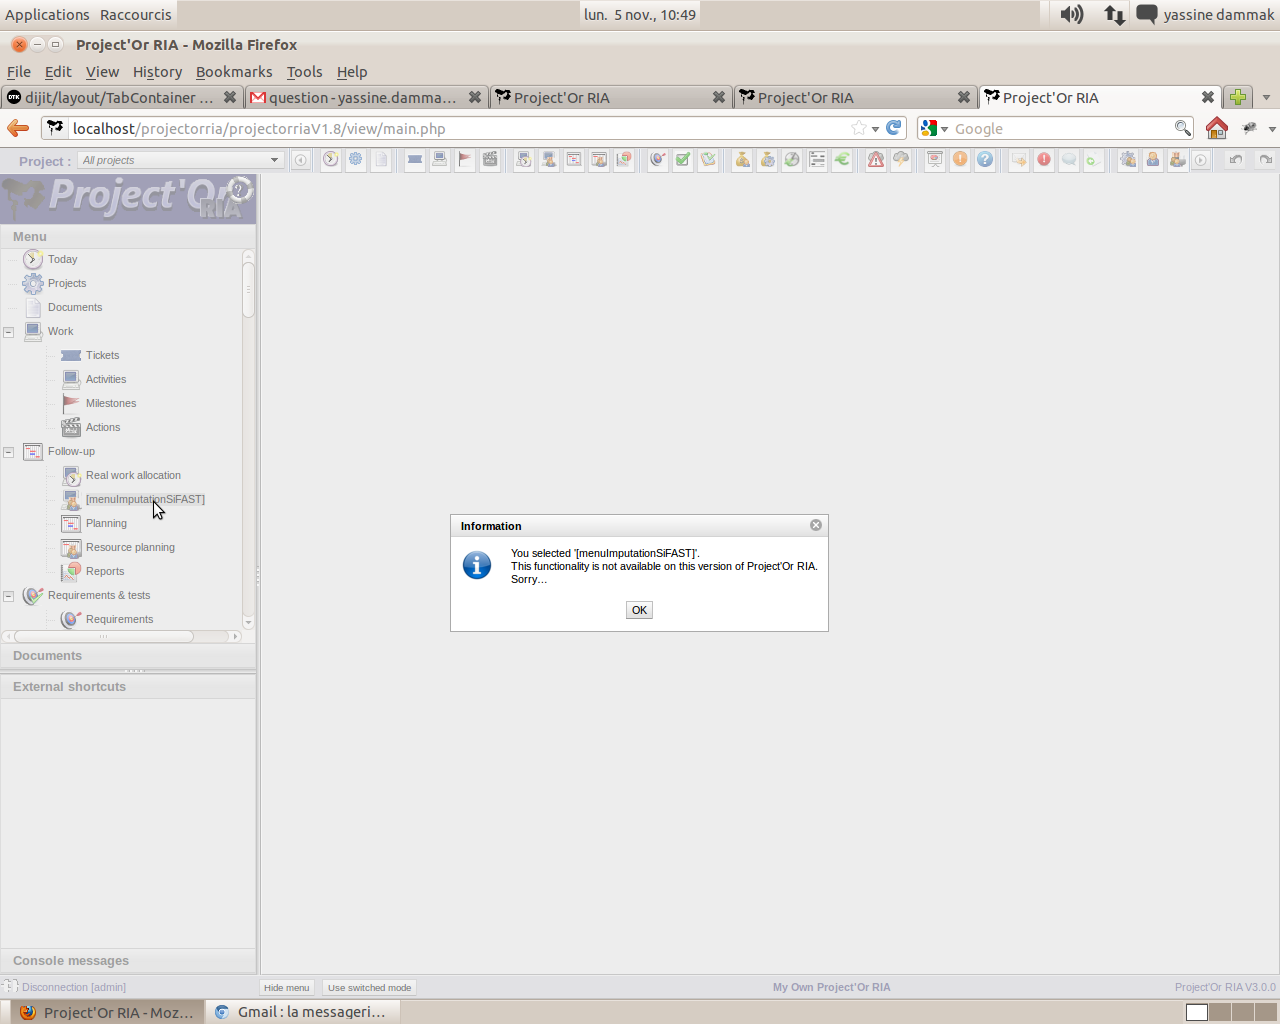 Applications Raccourcis lun. 5 nov., 10:49 yassine dammak
Project'Or RIA - Mozilla Firefox
File Edit View History Bookmarks Tools Help
dijit/layout/TabContainer ... question - yassine.damma... Project'Or RIA Project'Or RIA Project'Or RIA
localhost/projectorria/projectorriaV1.8/view/main.php Google
Project : All projects
Project'Or
RIA
Menu
Today
Projects
Documents
Work
Tickets
Activities
Milestones
Actions
Follow-up
Real work allocation
[menuImputationSiFAST]
Planning
Resource planning
Reports
Requirements & tests
Requirements
Documents
External shortcuts
Console messages
Information
You selected '[menuImputationSiFAST]'.
This functionality is not available on this version of Project'Or RIA.
Sorry...
OK
Disconnection [admin] Hide menu Use switched mode My Own Project'Or RIA Project'Or RIA V3.0.0
Project'Or RIA - Moz... Gmail : la messageri...